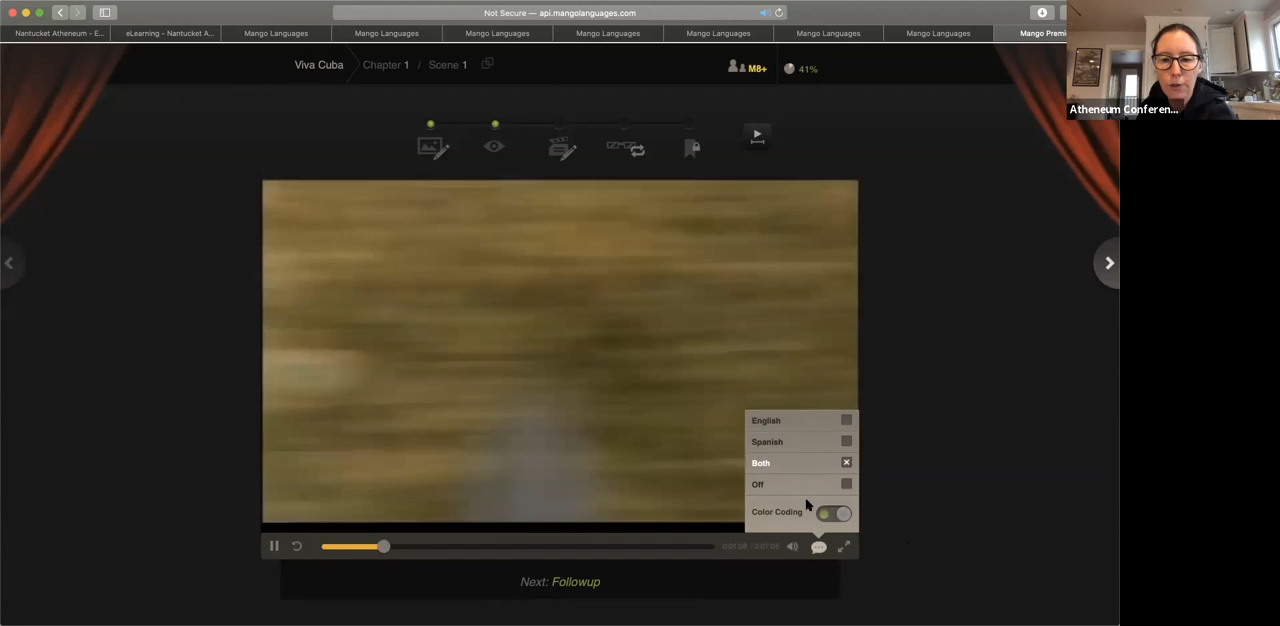 Not Secure — api.mangolanguages.com
Nantucket Atheneum - E... eLearning - Nantucket A... Mango Languages Mango Languages Mango Languages Mango Languages Mango Languages Mango Languages Mango Languages Mango Premi
Viva Cuba Chapter 1 / Scene 1 M8+ 41%
Atheneum Conferen...
English
Spanish
Both
Off
Color Coding
Next: Followup